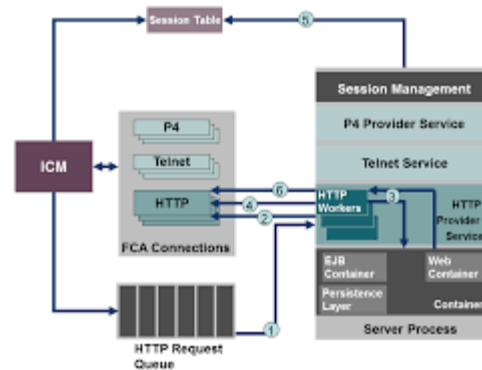 Session Table
5
Session Management
P4 Provider Service
Telnet Service
ICM
P4
Telnet
HTTP
FCA Connections
6
4
2
HTTP
Workers
3
HTTP
Provider
Service
EJB
Container
Web
Container
Persistence
Layer
Container
Server Process
1
HTTP Request
Queue